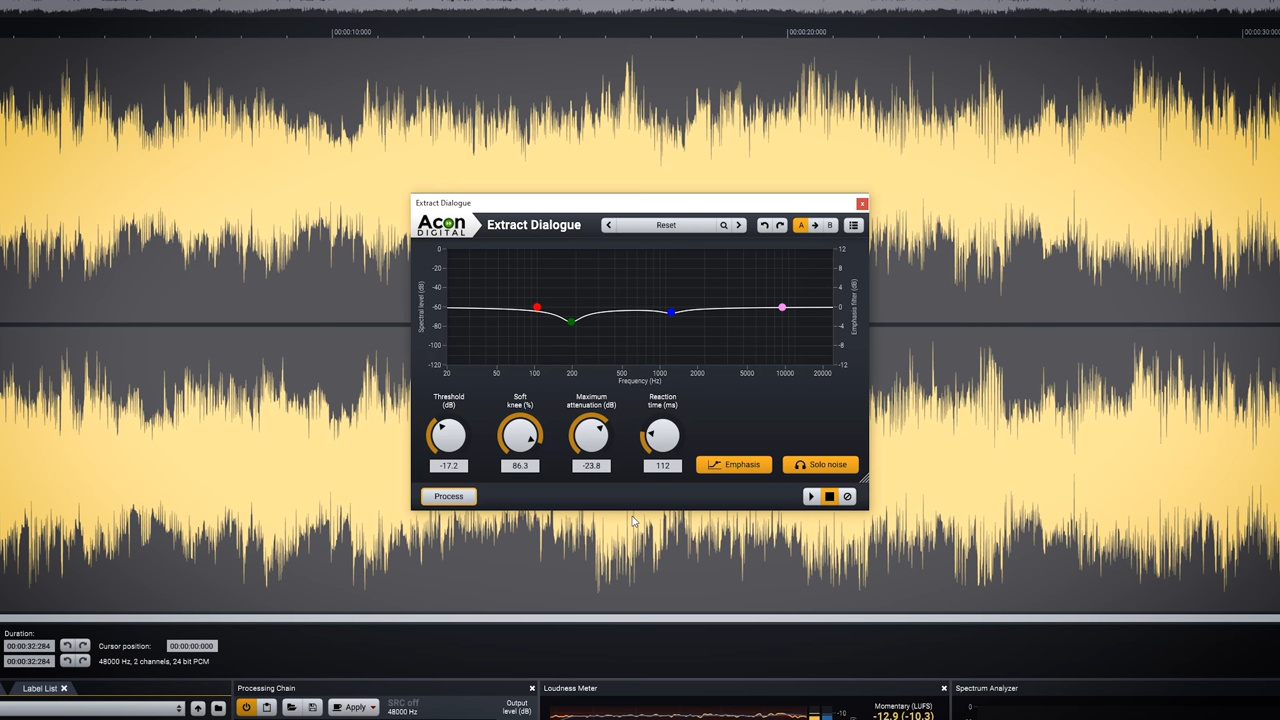 00:00:10:000
00:00:20:000
00:00:30:000
Extract Dialogue
x
Acon
DIGITAL
Extract Dialogue
Reset
A
B
0
-20
-40
-60
-80
-100
-120
12
8
4
0
-4
-8
-12
Spectral level (dB)
Emphasis filter (dB)
20
50
100
200
500
1000
2000
5000
10000
20000
Frequency (Hz)
Threshold
(dB)
Soft
knee (%)
Maximum
attenuation (dB)
Reaction
time (ms)
-17.2
86.3
-23.8
112
Emphasis
Solo noise
Process
Duration:
00:00:32:284
Cursor position:
00:00:00:000
00:00:32:284
48000 Hz, 2 channels, 24 bit PCM
Label List
Processing Chain
Loudness Meter
Spectrum Analyzer
Apply
SRC off
48000 Hz
Output
level (dB)
-10
Momentary (LUFS)
-12.9 (-10.3)
0